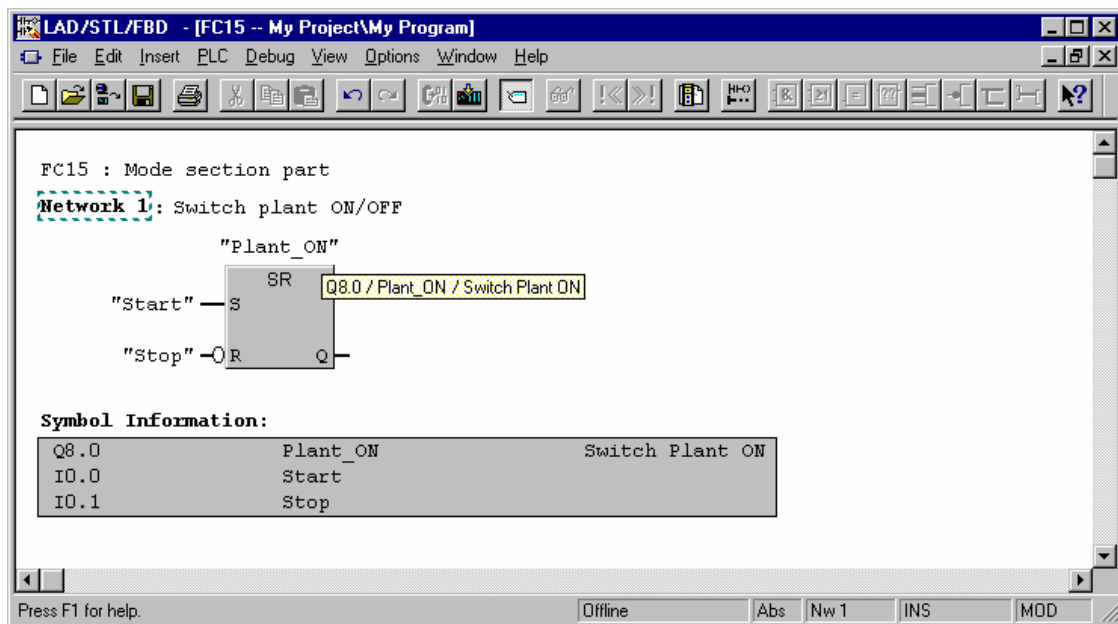 LAD/STL/FBD - [FC15 -- My Project\My Program]
File Edit Insert PLC Debug View Options Window Help
FC15 : Mode section part
Network 1: Switch plant ON/OFF
"Plant_ON"
SR
Q8.0 / Plant_ON / Switch Plant ON
"Start" S
"Stop" R Q
Symbol Information:
Q8.0 Plant_ON Switch Plant ON
I0.0 Start
I0.1 Stop
Press F1 for help. Offline Abs Nw 1 INS MOD